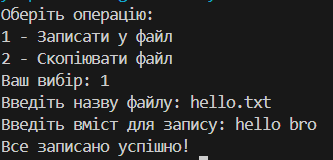 Оберіть операцію:
1 - Записати у файл
2 - Скопіювати файл
Ваш вибір: 1
Введіть назву файлу: hello.txt
Введіть вміст для запису: hello bro
Все записано успішно!